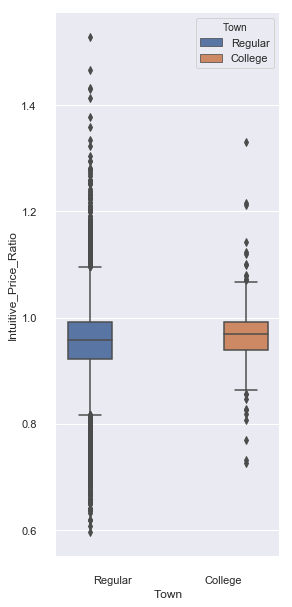 Town
Regular
College
1.4
1.2
1.0
0.8
0.6
Intuitive_Price_Ratio
Regular College
Town